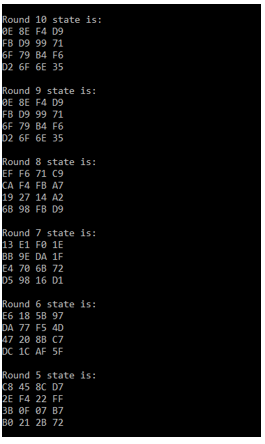 Round 10 state is:
0E 8E F4 D9
FB D9 99 71
6F 79 B4 F6
D2 6F 6E 35
Round 9 state is:
0E 8E F4 D9
FB D9 99 71
6F 79 B4 F6
D2 6F 6E 35
Round 8 state is:
EF F6 71 C9
CA F4 FB A7
19 27 14 A2
6B 98 FB D9
Round 7 state is:
13 E1 F0 1E
BB 9E DA 1F
E4 70 6B 72
D5 98 16 D1
Round 6 state is:
E6 18 5B 97
DA 77 F5 4D
47 20 8B C7
DC 1C AF 5F
Round 5 state is:
C8 45 8C D7
2E F4 22 FF
3B 0F 07 B7
B0 21 2B 72